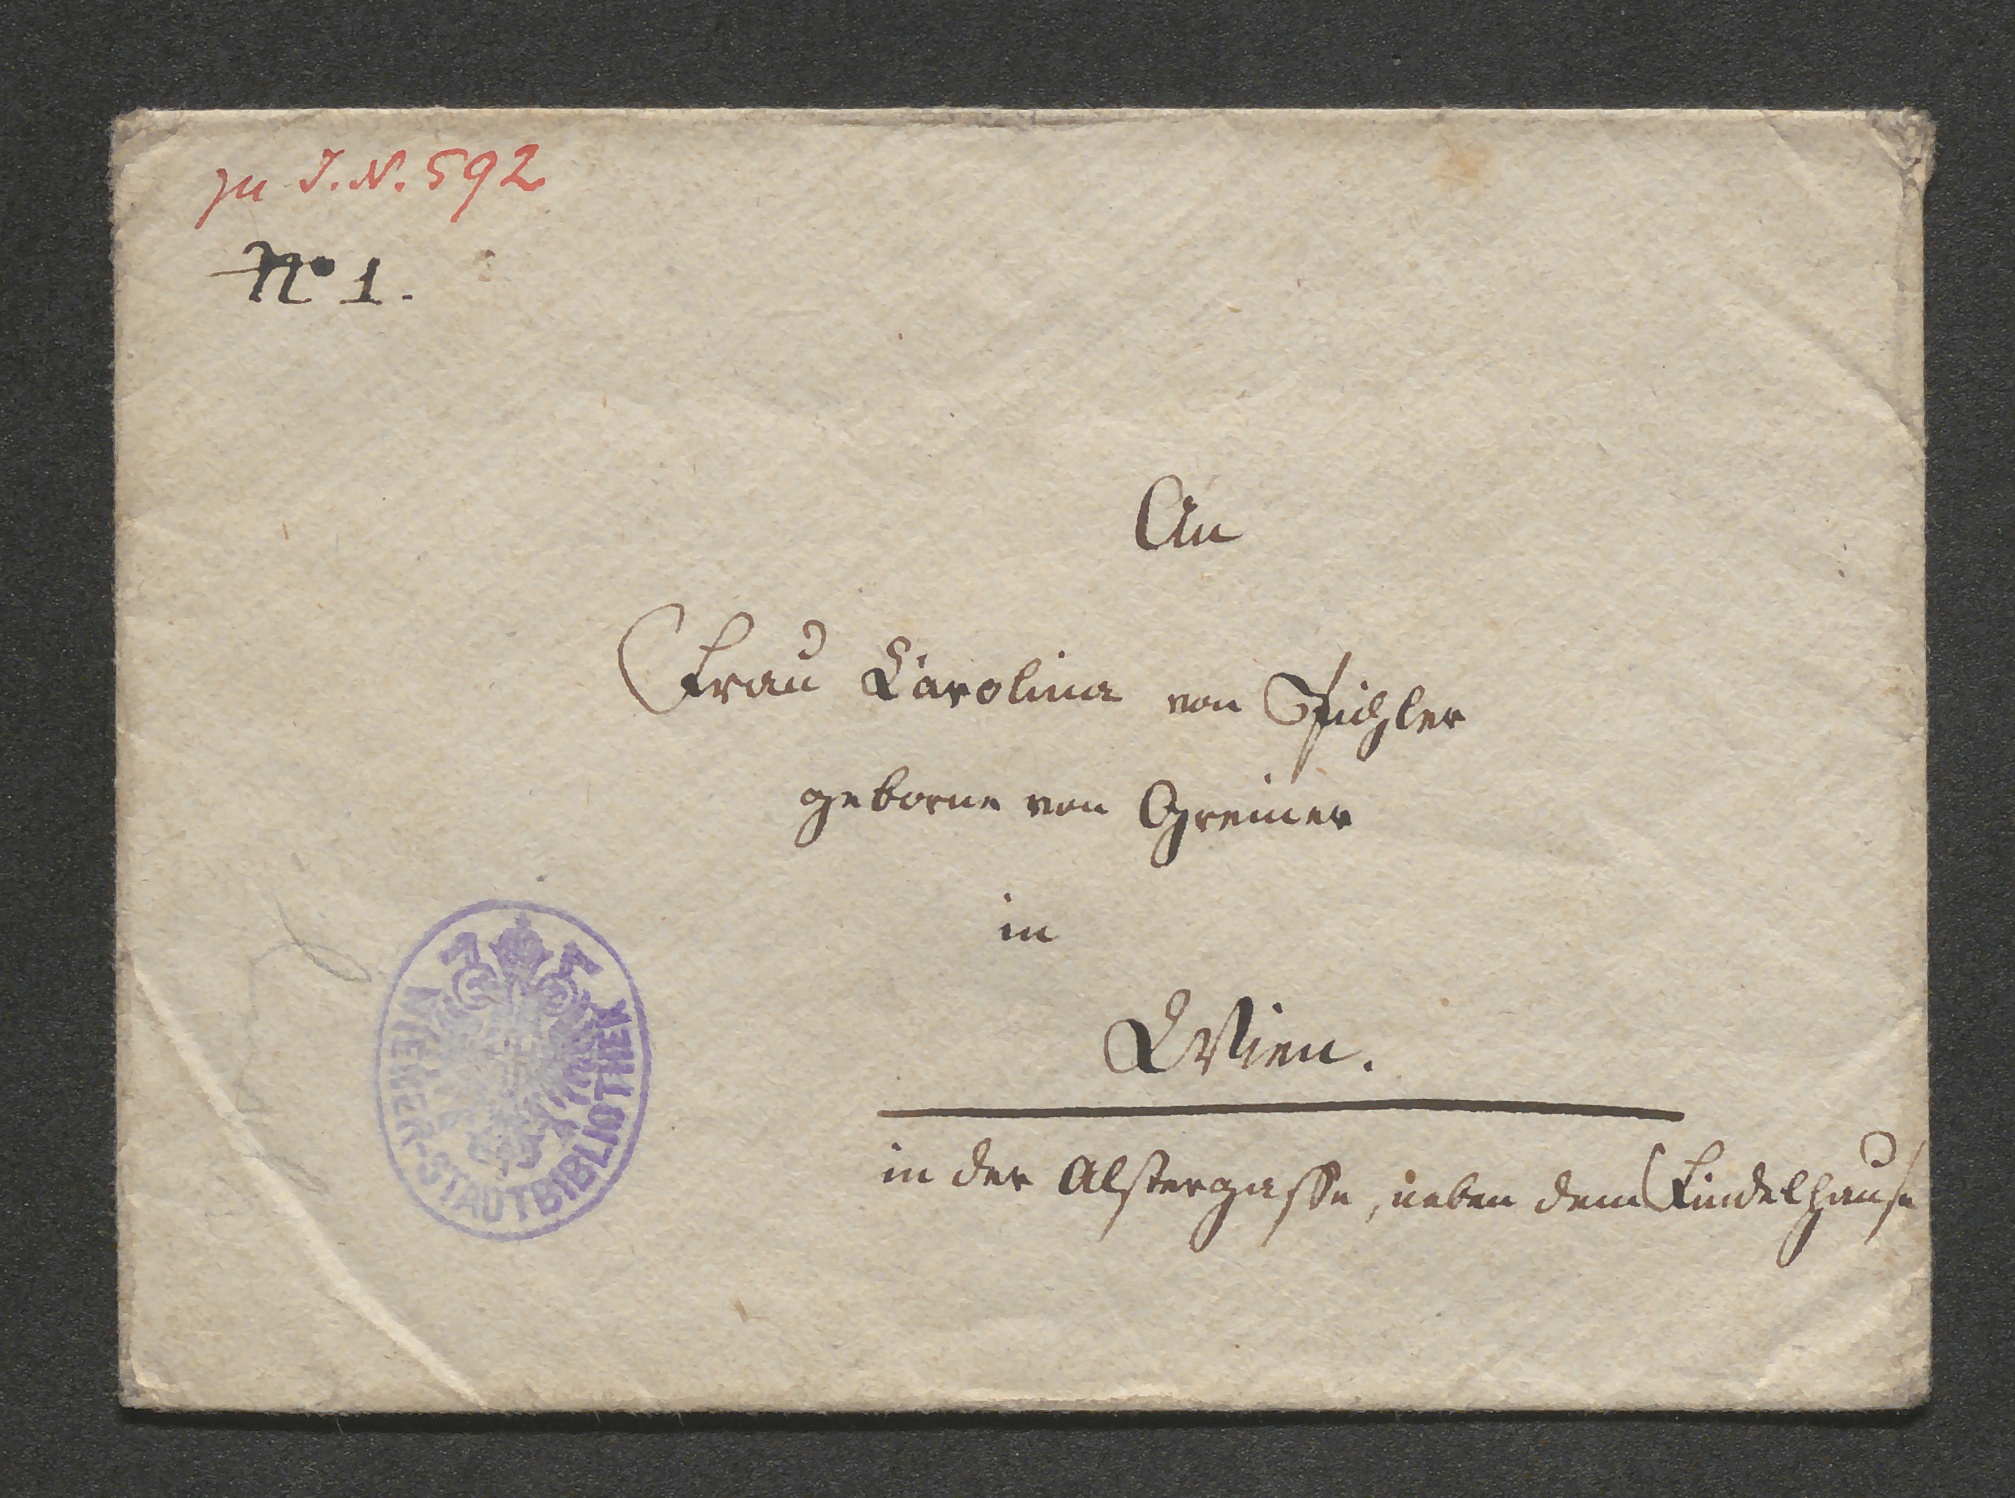 zu I.N. 592
No 1.
An
Frau Carolina von Pichler
geborne von Greiner
in
Wien.
in der Alstergasse, neben dem Findelhause
WIENER-STADTBIBLIOTHEK